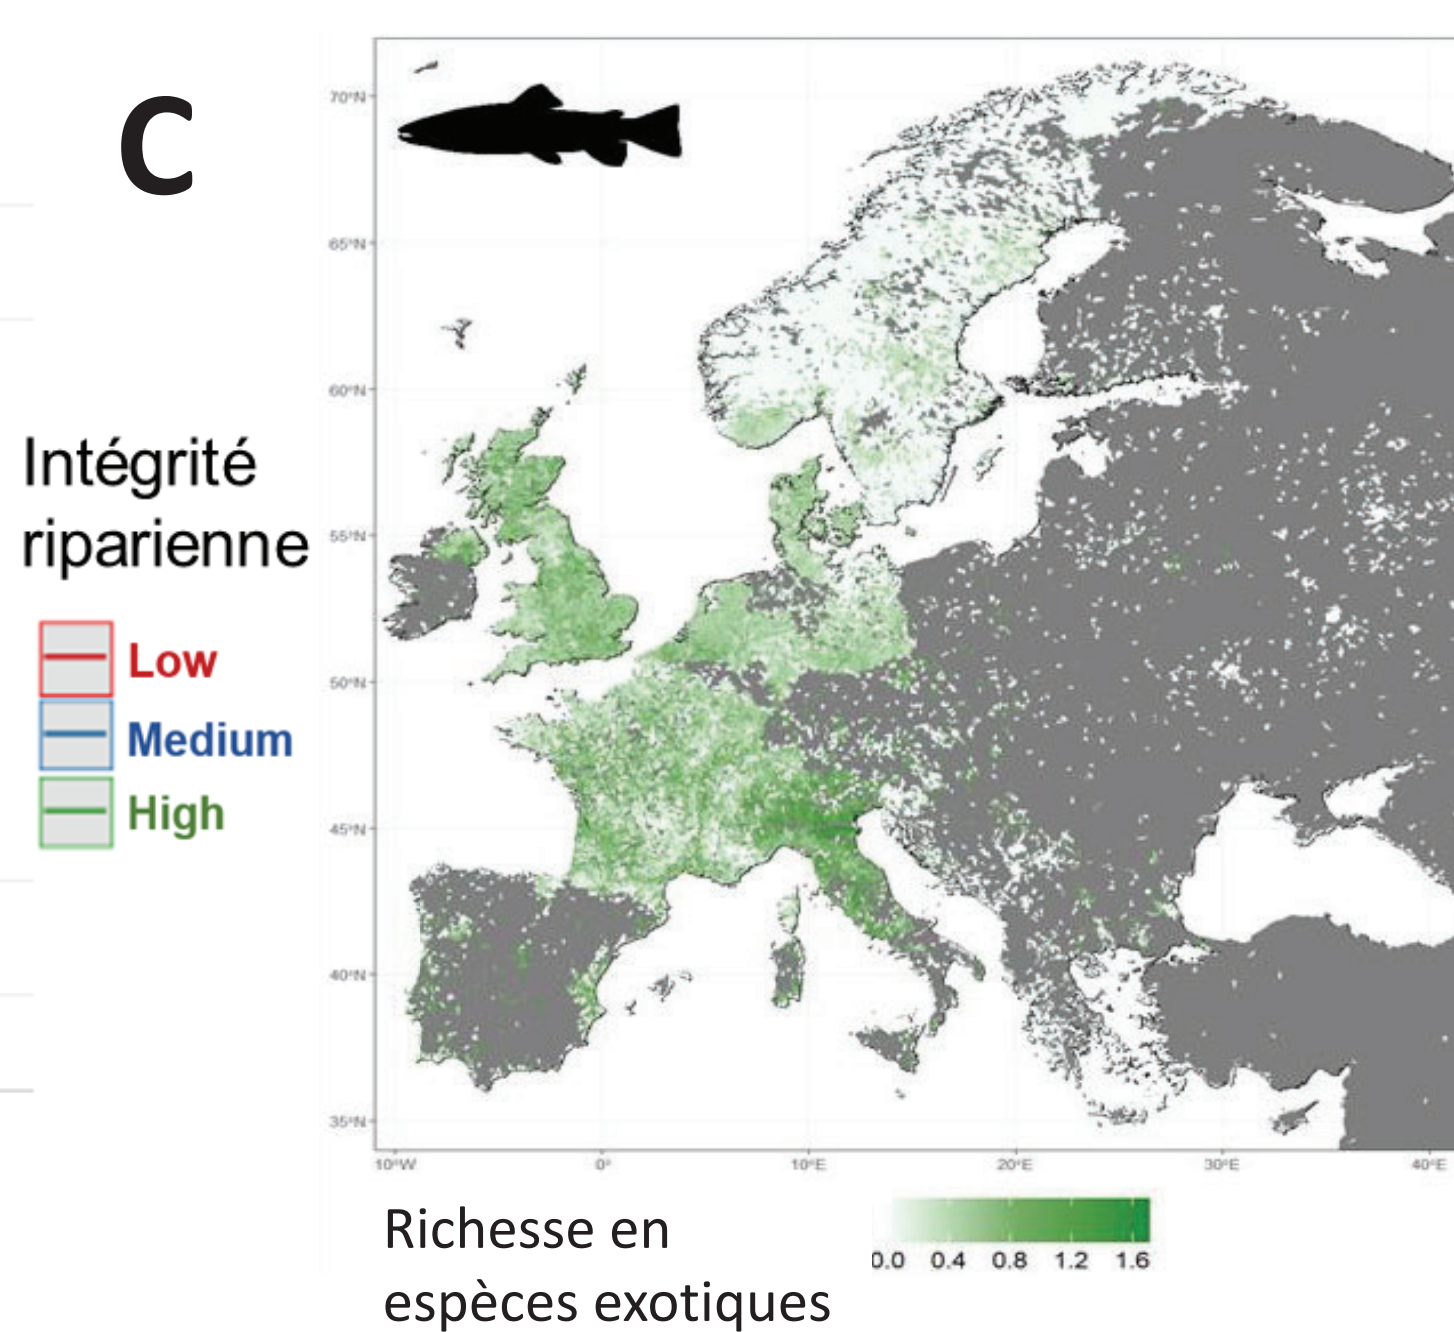 C
Intégrité
riparienne
Low
Medium
High
70°N
65°N
60°N
55°N
50°N
45°N
40°N
35°N
10°W 0° 10°E 20°E 30°E 40°E
Richesse en
espèces exotiques
0.0 0.4 0.8 1.2 1.6